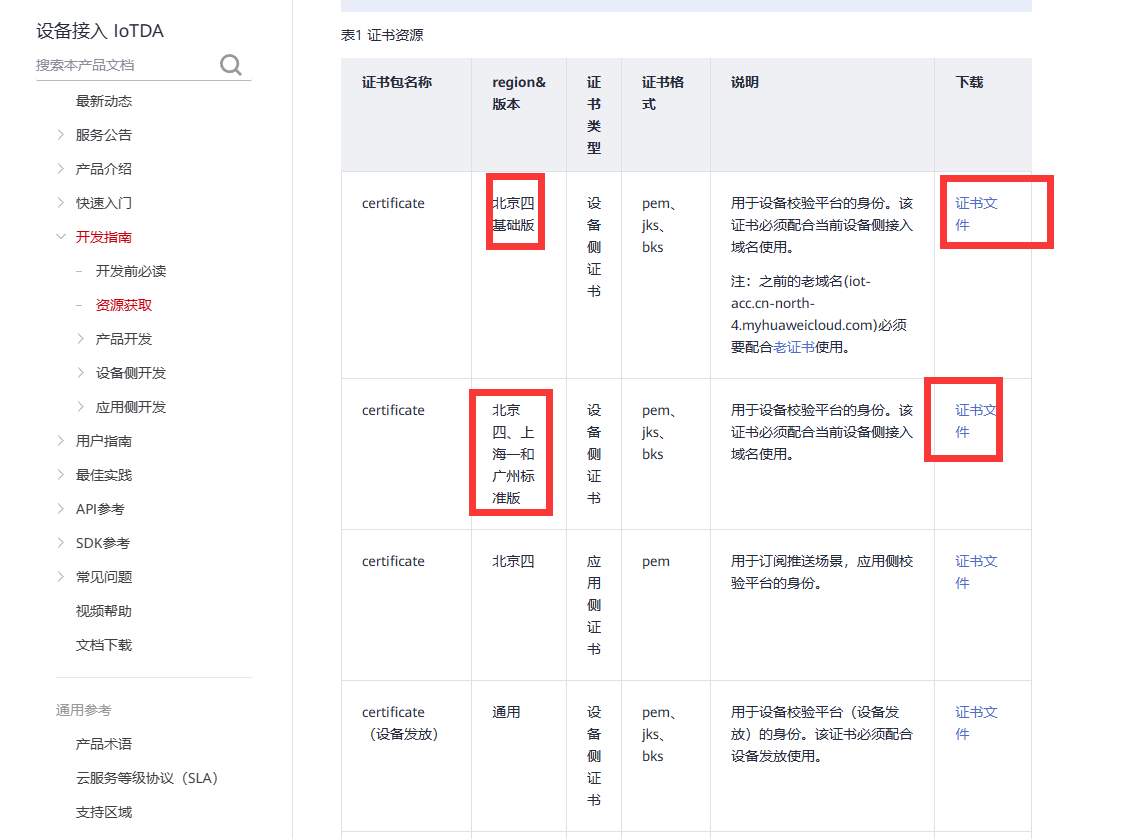 设备接入 IoTDA
搜索本产品文档
最新动态
服务公告
产品介绍
快速入门
开发指南
开发前必读
资源获取
产品开发
设备侧开发
应用侧开发
用户指南
最佳实践
API参考
SDK参考
常见问题
视频帮助
文档下载
通用参考
产品术语
云服务等级协议（SLA）
支持区域
表1 证书资源
证书包名称
region&
版本
证
书
类
型
证书格
式
说明
下载
certificate
北京四
基础版
设
备
侧
证
书
pem、
jks、
bks
用于设备校验平台的身份。该
证书必须配合当前设备侧接入
域名使用。
注：之前的老域名(iot-
acc.cn-north-
4.myhuaweicloud.com)必须
要配合老证书使用。
证书文
件
certificate
北京
四、上
海一和
广州标
准版
设
备
侧
证
书
pem、
jks、
bks
用于设备校验平台的身份。该
证书必须配合当前设备侧接入
域名使用。
证书文
件
certificate
北京四
应
用
侧
证
书
pem
用于订阅推送场景，应用侧校
验平台的身份。
证书文
件
certificate
（设备发放）
通用
设
备
侧
证
书
pem、
jks、
bks
用于设备校验平台（设备发
放）的身份。该证书必须配合
设备发放使用。
证书文
件